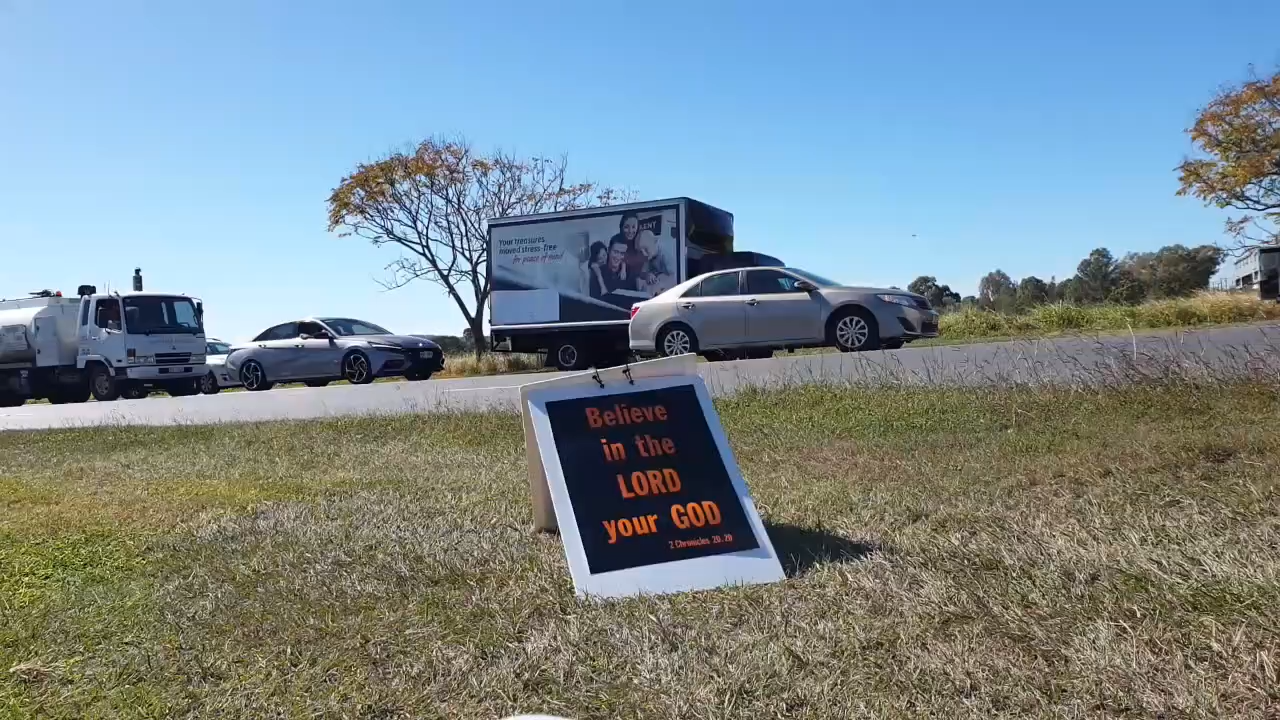 Your treasures
moved stress-free
for peace of mind
KENT
Believe
in the
LORD
your GOD
2 Chronicles 20.20